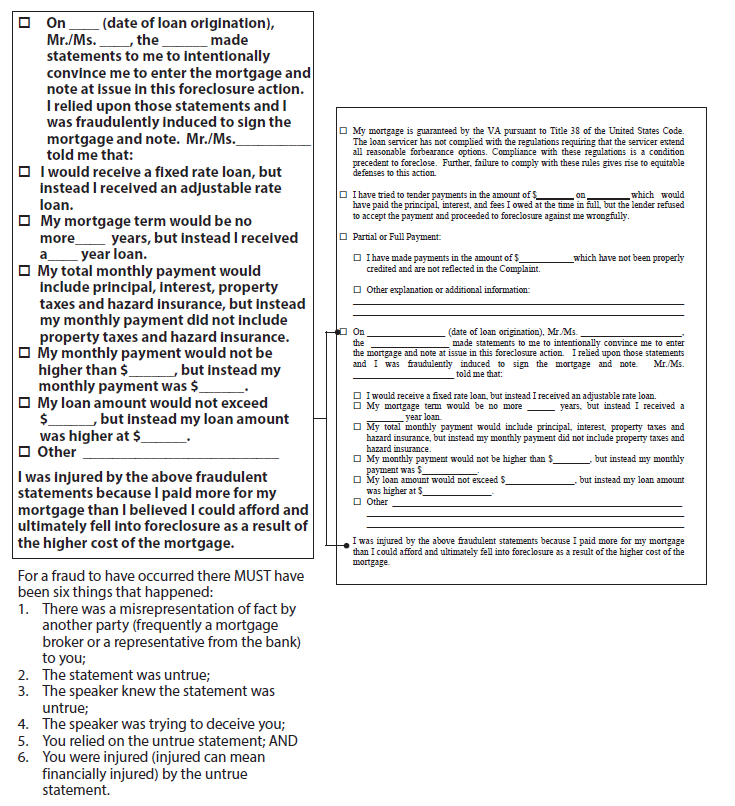 ☐ On ____ (date of loan origination),
Mr./Ms. ____, the ______ made
statements to me to intentionally
convince me to enter the mortgage and
note at issue in this foreclosure action.
I relied upon those statements and I
was fraudulently induced to sign the
mortgage and note. Mr./Ms.__________
told me that:
☐ I would receive a fixed rate loan, but
instead I received an adjustable rate
loan.
☐ My mortgage term would be no
more____ years, but instead I received
a____ year loan.
☐ My total monthly payment would
include principal, interest, property
taxes and hazard insurance, but instead
my monthly payment did not include
property taxes and hazard insurance.
☐ My monthly payment would not be
higher than $______, but instead my
monthly payment was $______.
☐ My loan amount would not exceed
$______, but instead my loan amount
was higher at $______.
☐ Other __________________________
I was injured by the above fraudulent
statements because I paid more for my
mortgage than I believed I could afford and
ultimately fell into foreclosure as a result of
the higher cost of the mortgage.
For a fraud to have occurred there MUST have
been six things that happened:
1. There was a misrepresentation of fact by
another party (frequently a mortgage
broker or a representative from the bank)
to you;
2. The statement was untrue;
3. The speaker knew the statement was
untrue;
4. The speaker was trying to deceive you;
5. You relied on the untrue statement; AND
6. You were injured (injured can mean
financially injured) by the untrue
statement.
☐ My mortgage is guaranteed by the VA pursuant to Title 38 of the United States Code.
The loan servicer has not complied with the regulations requiring that the servicer extend
all reasonable forbearance options. Compliance with these regulations is a condition
precedent to foreclose. Further, failure to comply with these rules gives rise to equitable
defenses to this action.
☐ I have tried to tender payments in the amount of $________ on _________which would
have paid the principal, interest, and fees I owed at the time in full, but the lender refused
to accept the payment and proceeded to foreclosure against me wrongfully.
☐ Partial or Full Payment:
☐ I have made payments in the amount of $____________which have not been properly
credited and are not reflected in the Complaint.
☐ Other explanation or additional information:
☐ On _________________ (date of loan origination), Mr./Ms. ______________________,
the _____________________ made statements to me to intentionally convince me to enter
the mortgage and note at issue in this foreclosure action. I relied upon those statements
and I was fraudulently induced to sign the mortgage and note. Mr./Ms.
______________________ told me that:
☐ I would receive a fixed rate loan, but instead I received an adjustable rate loan.
☐ My mortgage term would be no more ______ years, but instead I received a
________ year loan.
☐ My total monthly payment would include principal, interest, property taxes and
hazard insurance, but instead my monthly payment did not include property taxes and
hazard insurance.
☐ My monthly payment would not be higher than $________, but instead my monthly
payment was $____________.
☐ My loan amount would not exceed $_______________, but instead my loan amount
was higher at $_______________.
☐ Other ______________________________
I was injured by the above fraudulent statements because I paid more for my mortgage
than I could afford and ultimately fell into foreclosure as a result of the higher cost of the
mortgage.